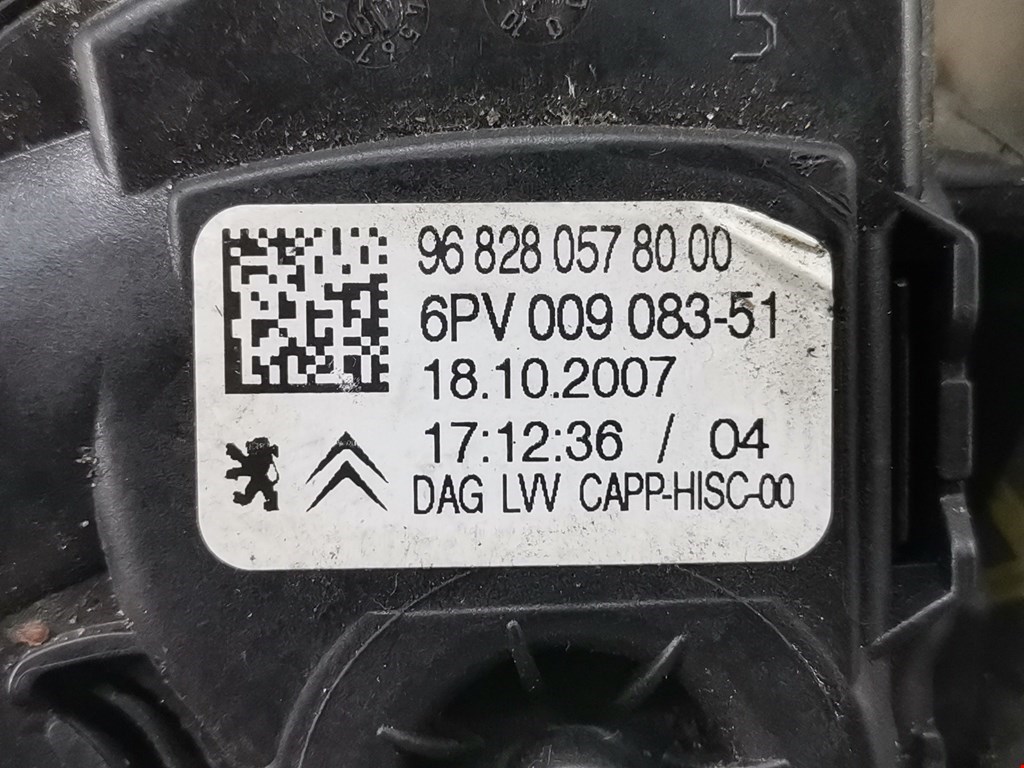 5
96 828 057 80 00
6PV 009 083-51
18.10.2007
17:12:36 / 04
DAG LVV CAPP-HISC-00